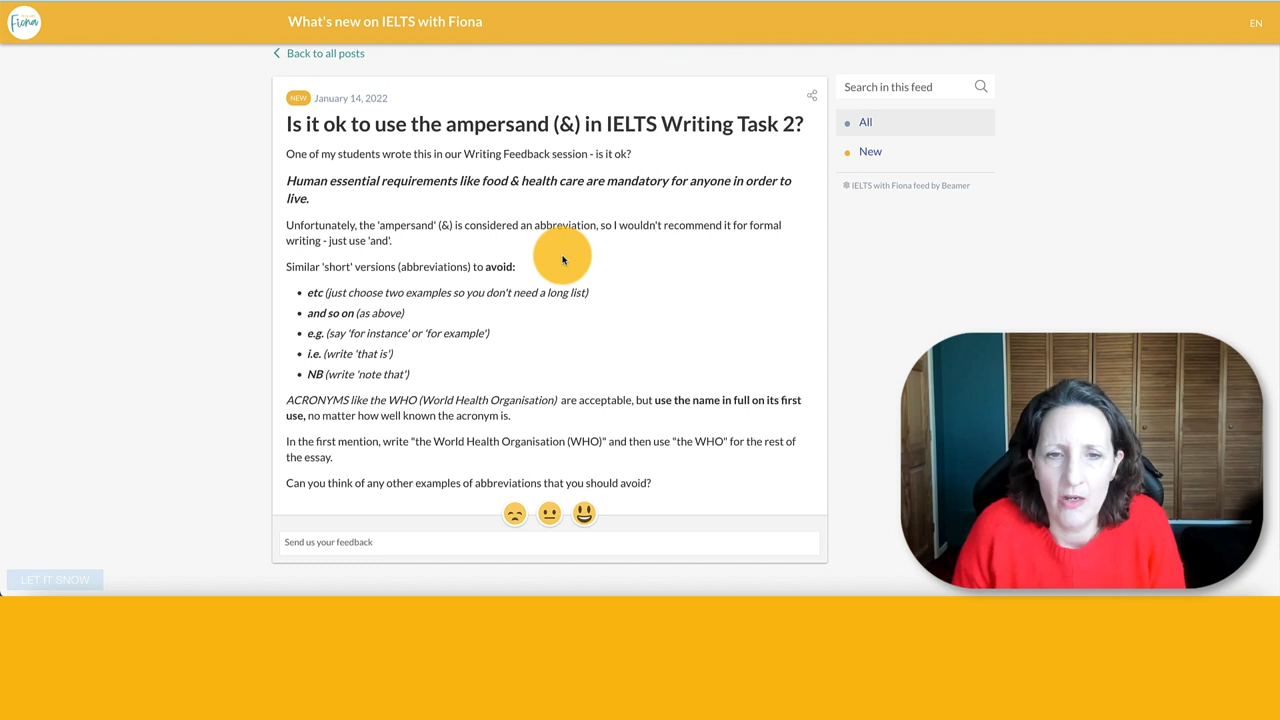 Fiona
What's new on IELTS with Fiona
EN
Back to all posts
NEW January 14, 2022
Is it ok to use the ampersand (&) in IELTS Writing Task 2?
One of my students wrote this in our Writing Feedback session - is it ok?
Human essential requirements like food & health care are mandatory for anyone in order to
live.
Unfortunately, the 'ampersand' (&) is considered an abbreviation, so I wouldn't recommend it for formal
writing - just use 'and'.
Similar 'short' versions (abbreviations) to avoid:
• etc (just choose two examples so you don't need a long list)
• and so on (as above)
• e.g. (say 'for instance' or 'for example')
• i.e. (write 'that is')
• NB (write 'note that')
ACRONYMS like the WHO (World Health Organisation) are acceptable, but use the name in full on its first
use, no matter how well known the acronym is.
In the first mention, write "the World Health Organisation (WHO)" and then use "the WHO" for the rest of
the essay.
Can you think of any other examples of abbreviations that you should avoid?
Send us your feedback
Search in this feed
All
New
IELTS with Fiona feed by Beamer
LET IT SNOW